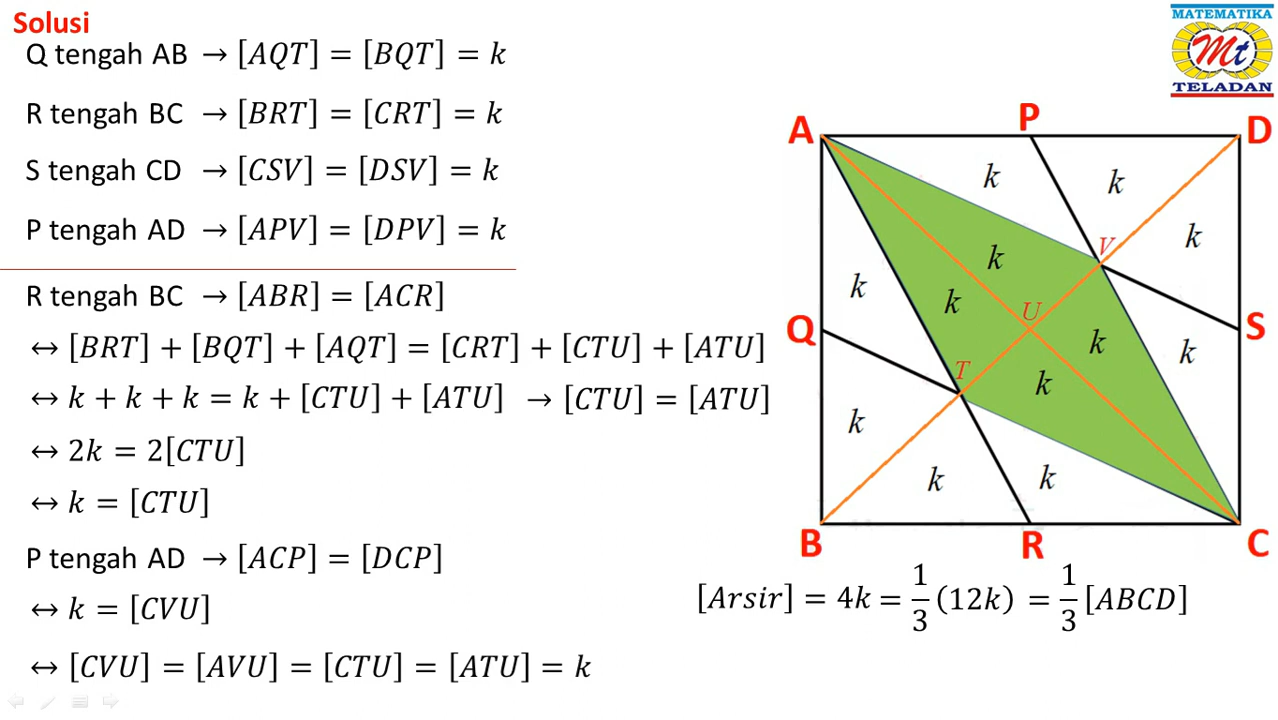 Solusi
Q tengah AB → [AQT] = [BQT] = k
R tengah BC → [BRT] = [CRT] = k
S tengah CD → [CSV] = [DSV] = k
P tengah AD → [APV] = [DPV] = k
R tengah BC → [ABR] = [ACR]
↔ [BRT] + [BQT] + [AQT] = [CRT] + [CTU] + [ATU]
↔ k + k + k = k + [CTU] + [ATU] → [CTU] = [ATU]
↔ 2k = 2[CTU]
↔ k = [CTU]
P tengah AD → [ACP] = [DCP]
↔ k = [CVU]
↔ [CVU] = [AVU] = [CTU] = [ATU] = k
MATEMATIKA
Mt
TELADAN
A P D
k k
k
V
k
k k
U
Q S
k k
T
k
k
k k
B R C
[Arsir] = 4k = 1/3 (12k) = 1/3 [ABCD]